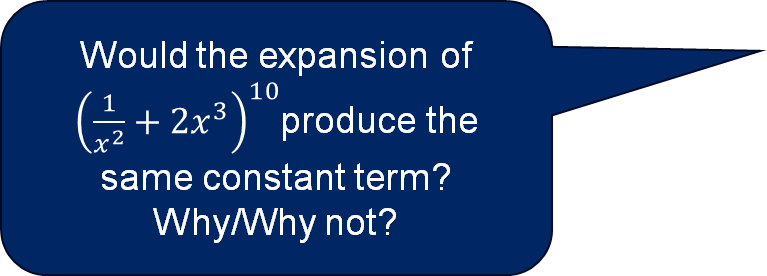 Would the expansion of
(1/x² + 2x³)¹⁰ produce the
same constant term?
Why/Why not?